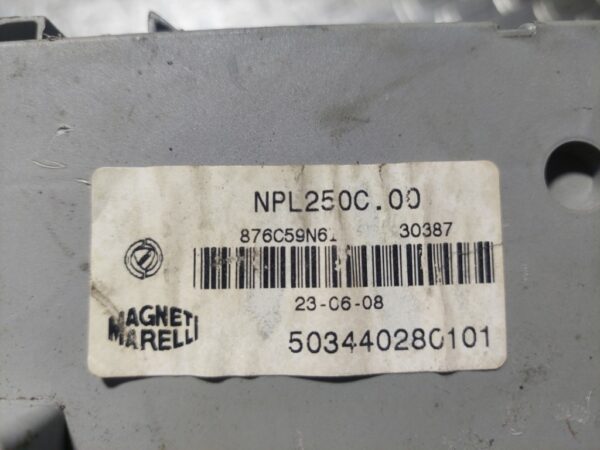 NPL250C.00
876C59N61 30387
23-06-08
MAGNETI
MARELLI
503440280101